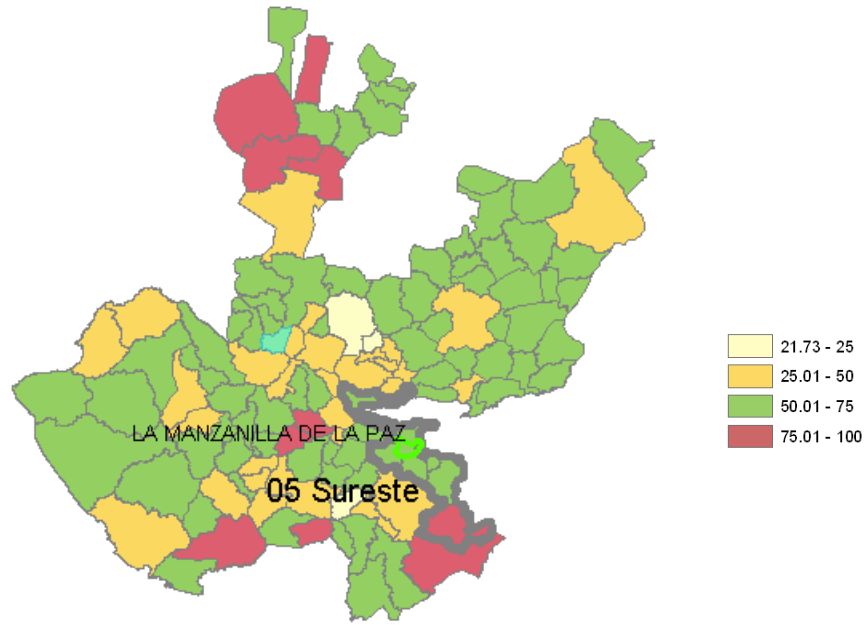 21.73 - 25
25.01 - 50
50.01 - 75
75.01 - 100
LA MANZANILLA DE LA PAZ
05 Sureste